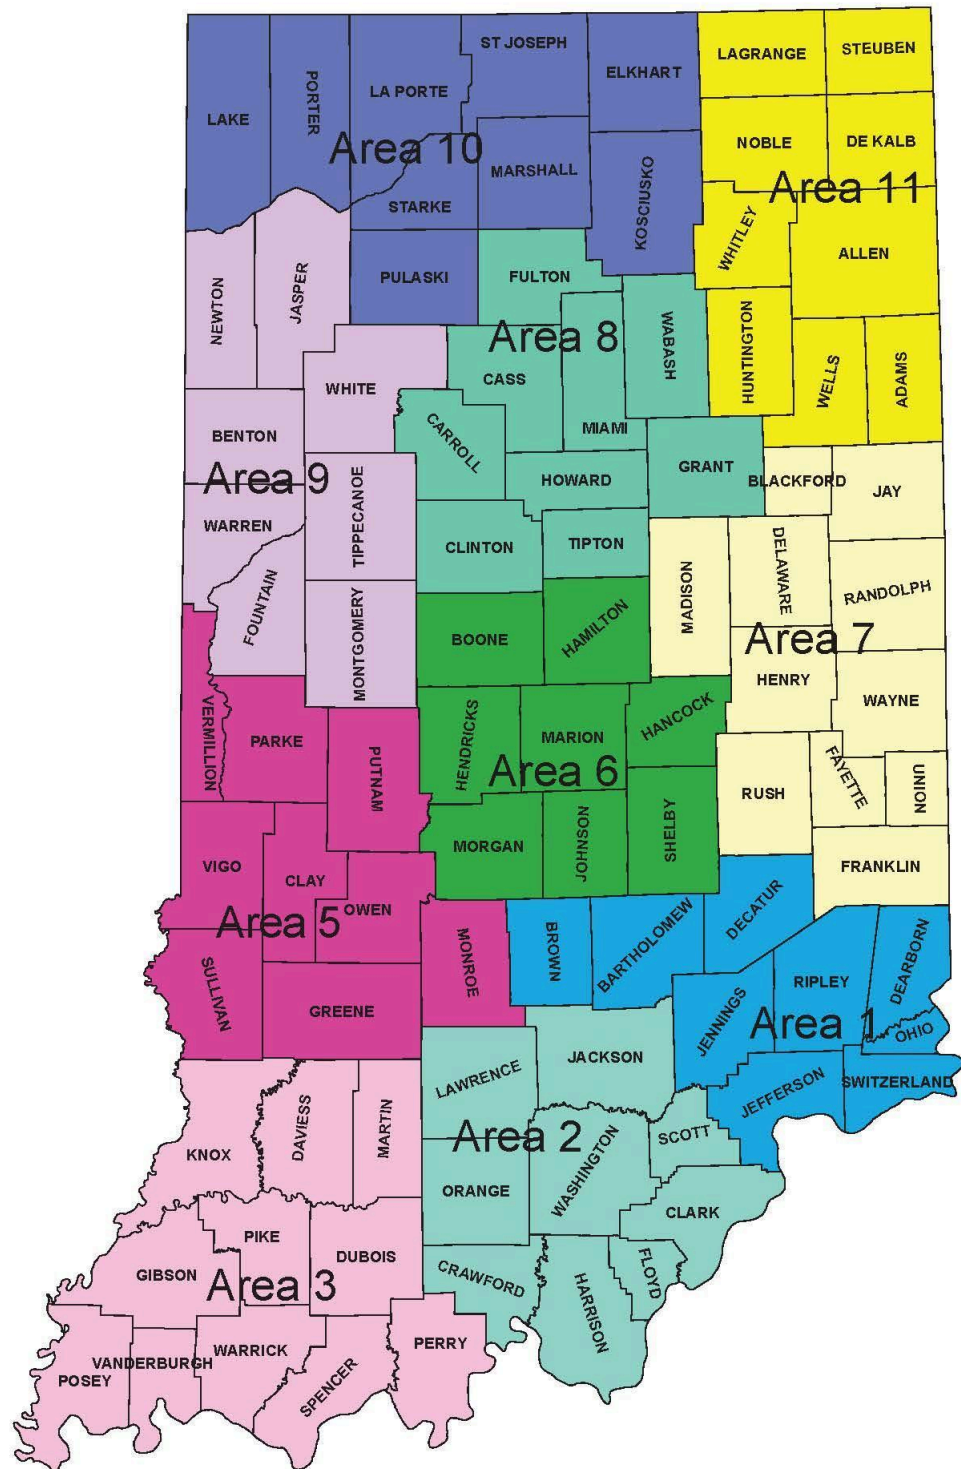 ST JOSEPH
LAGRANGE
STEUBEN
ELKHART
LA PORTE
PORTER
LAKE
NOBLE
DE KALB
Area 10
MARSHALL
KOSCIUSKO
Area 11
STARKE
WHITLEY
ALLEN
PULASKI
FULTON
JASPER
NEWTON
Area 8
WABASH
HUNTINGTON
WELLS
ADAMS
WHITE
CASS
MIAMI
BENTON
CARROLL
GRANT
Area 9
HOWARD
BLACKFORD
JAY
WARREN
TIPPECANOE
CLINTON
TIPTON
DELAWARE
MADISON
RANDOLPH
FOUNTAIN
BOONE
HAMILTON
Area 7
MONTGOMERY
HENRY
WAYNE
VERMILLION
PARKE
HENDRICKS
MARION
HANCOCK
PUTNAM
Area 6
RUSH
FAYETTE
UNION
MORGAN
JOHNSON
SHELBY
VIGO
CLAY
FRANKLIN
OWEN
Area 5
DECATUR
BROWN
BARTHOLOMEW
MONROE
DEARBORN
SULLIVAN
RIPLEY
GREENE
JENNINGS
Area 1
OHIO
JACKSON
LAWRENCE
JEFFERSON
SWITZERLAND
DAVIESS
MARTIN
Area 2
SCOTT
KNOX
WASHINGTON
ORANGE
CLARK
PIKE
DUBOIS
GIBSON
Area 3
CRAWFORD
FLOYD
HARRISON
PERRY
WARRICK
VANDERBURGH
POSEY
SPENCER